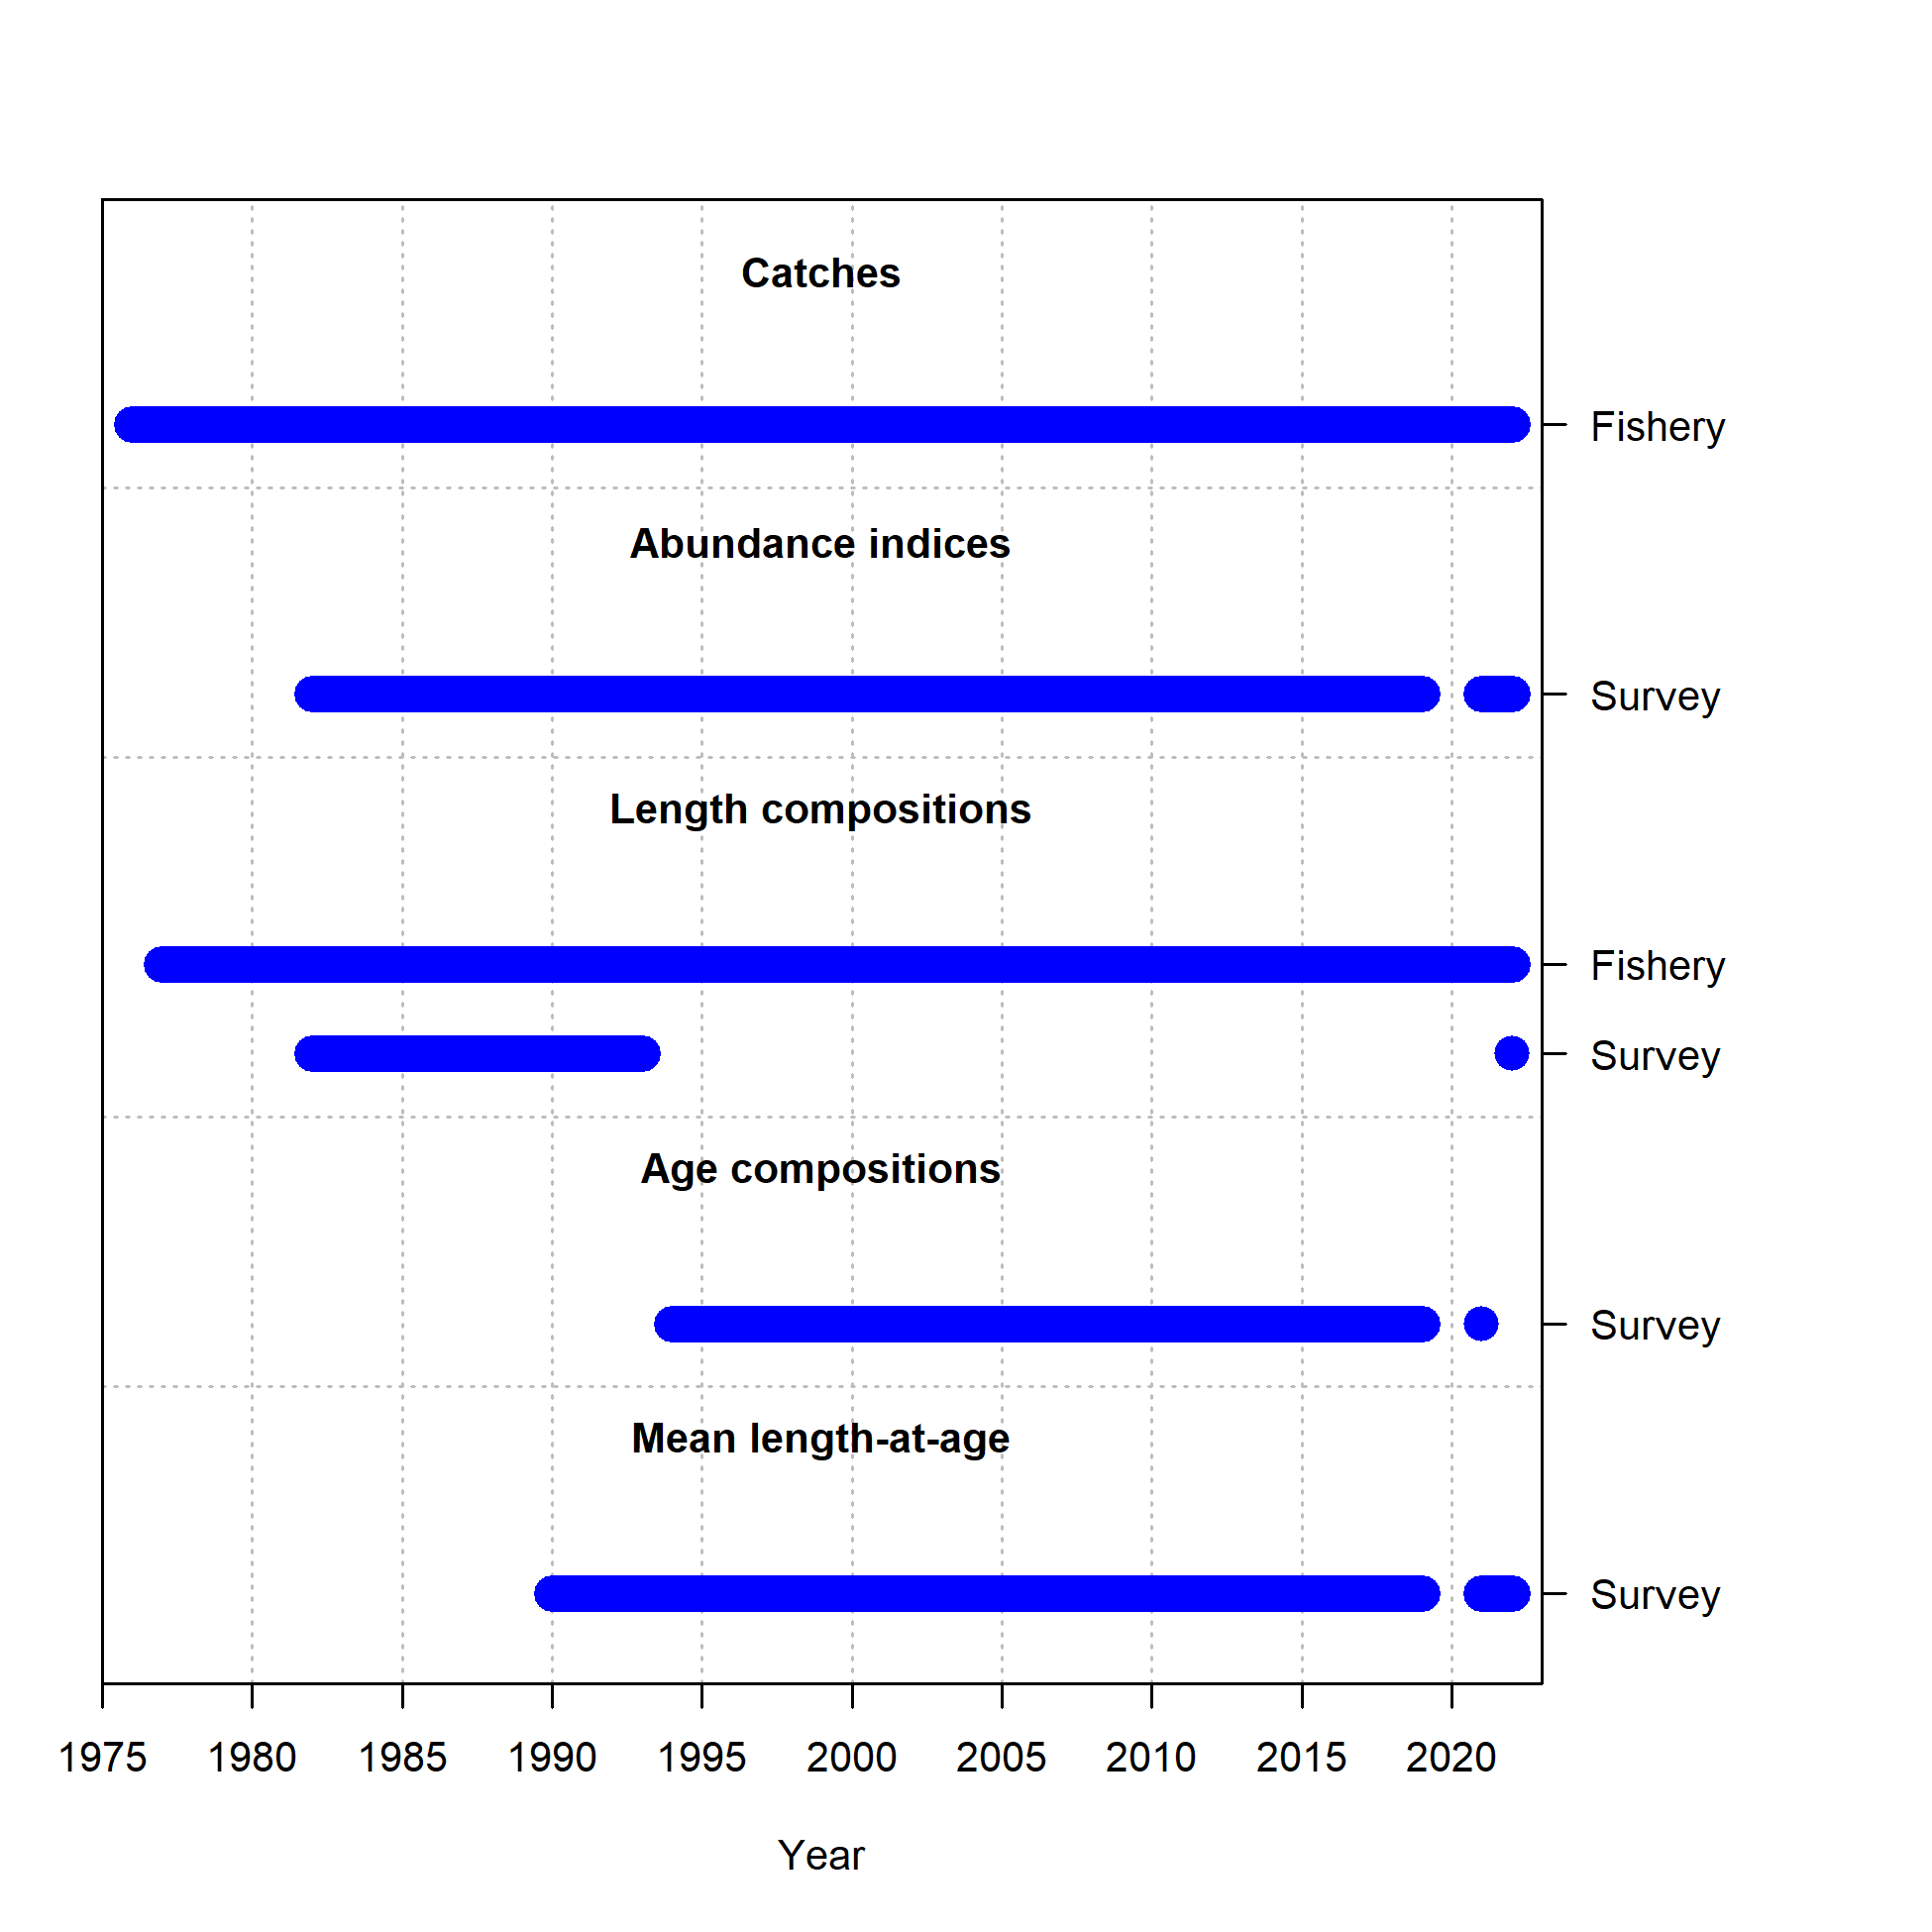 Catches
Fishery
Abundance indices
Survey
Length compositions
Fishery
Survey
Age compositions
Survey
Mean length-at-age
Survey
1975 1980 1985 1990 1995 2000 2005 2010 2015 2020
Year